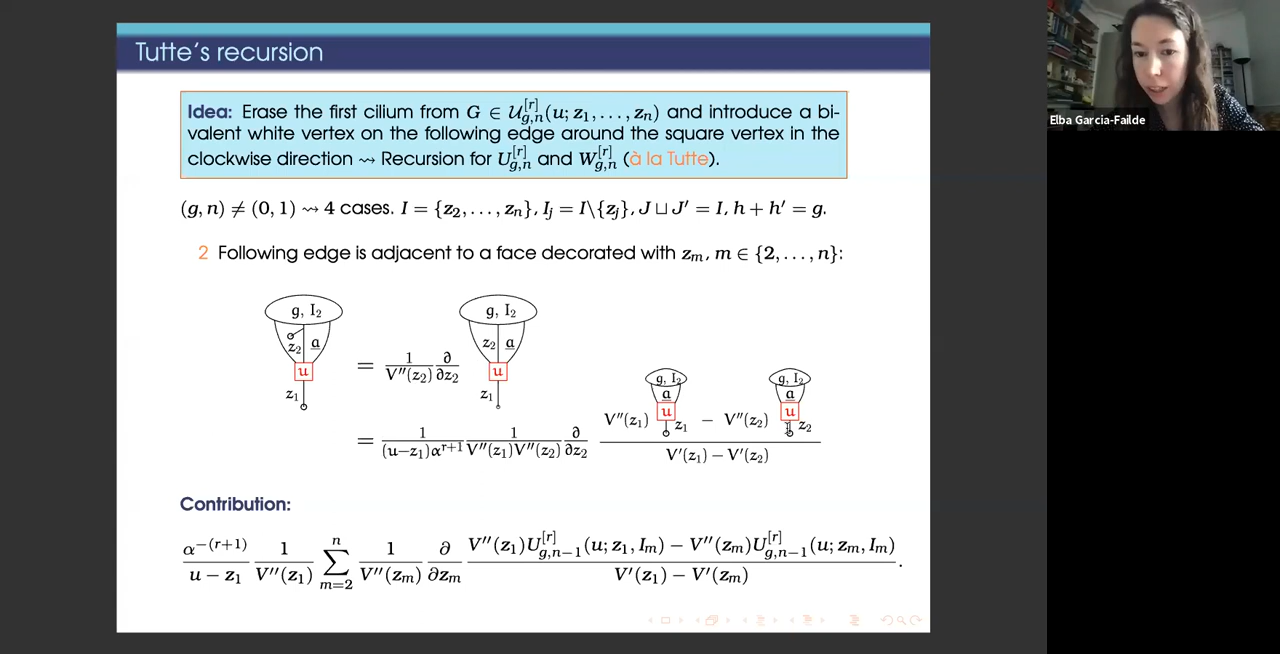 Tutte's recursion
Idea: Erase the first cilium from G ∈ 𝒰^{[r]}_{g,n}(u; z_1, . . . , z_n) and introduce a bi-
valent white vertex on the following edge around the square vertex in the
clockwise direction ⇝ Recursion for U^{[r]}_{g,n} and W^{[r]}_{g,n} (à la Tutte).
(g, n) ≠ (0, 1) ⇝ 4 cases. I = {z_2, . . . , z_n}, I_j = I\{z_j}, J ⊔ J′ = I, h + h′ = g.
2 Following edge is adjacent to a face decorated with z_m, m ∈ {2, . . . , n}:
g, I_2
z_2 a
u
z_1
= 1/V″(z_2) ∂/∂z_2
g, I_2
z_2 a
u
z_1
= 1/((u−z_1)α^{r+1}) 1/(V″(z_1)V″(z_2)) ∂/∂z_2
g, I_2
a
u
V″(z_1) z_1 − V″(z_2)
g, I_2
a
u
z_2
V′(z_1) − V′(z_2)
Contribution:
α^{−(r+1)}/(u − z_1) 1/V″(z_1) ∑_{m=2}^{n} 1/V″(z_m) ∂/∂z_m (V″(z_1)U^{[r]}_{g,n−1}(u; z_1, I_m) − V″(z_m)U^{[r]}_{g,n−1}(u; z_m, I_m))/(V′(z_1) − V′(z_m)).
Elba Garcia-Failde